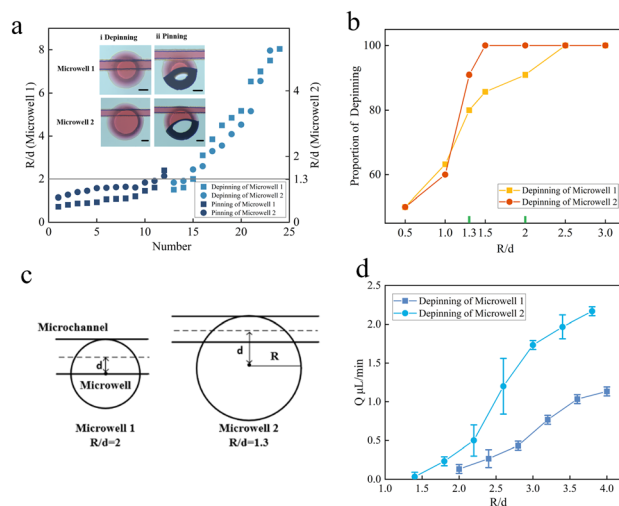 a
i Depinning
ii Pinning
Microwell 1
Microwell 2
R/d (Microwell 1)
R/d (Microwell 2)
8
6
4
2
0
5
2
1.3
0
0
5
10
15
20
25
Number
Depinning of Microwell 1
Depinning of Microwell 2
Pinning of Microwell 1
Pinning of Microwell 2
b
Proportion of Depinning
100
80
60
0.5
1.0
1.3
1.5
2
2.5
3.0
R/d
Depinning of Microwell 1
Depinning of Microwell 2
c
Microchannel
d
Microwell
Microwell 1
R/d=2
d
R
Microwell 2
R/d=1.3
d
Q μL/min
2.5
2.0
1.5
1.0
0.5
0.0
1.0
1.5
2.0
2.5
3.0
3.5
4.0
R/d
Depinning of Microwell 1
Depinning of Microwell 2